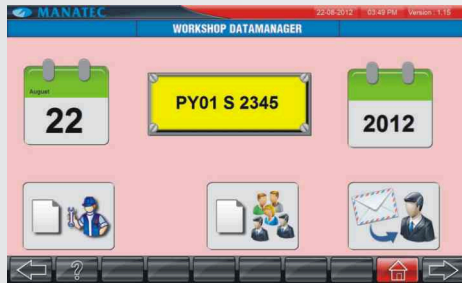 MANATEC
22-08-2012 03:49 PM Version : 1.15
WORKSHOP DATAMANAGER
August
22
PY01 S 2345
2012
?